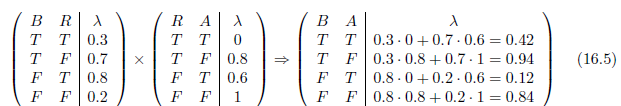 B R λ R A λ B A λ
T T 0.3 T T 0 T T 0.3 · 0 + 0.7 · 0.6 = 0.42
T F 0.7 × T F 0.8 ⇒ T F 0.3 · 0.8 + 0.7 · 1 = 0.94 (16.5)
F T 0.8 F T 0.6 F T 0.8 · 0 + 0.2 · 0.6 = 0.12
F F 0.2 F F 1 F F 0.8 · 0.8 + 0.2 · 1 = 0.84